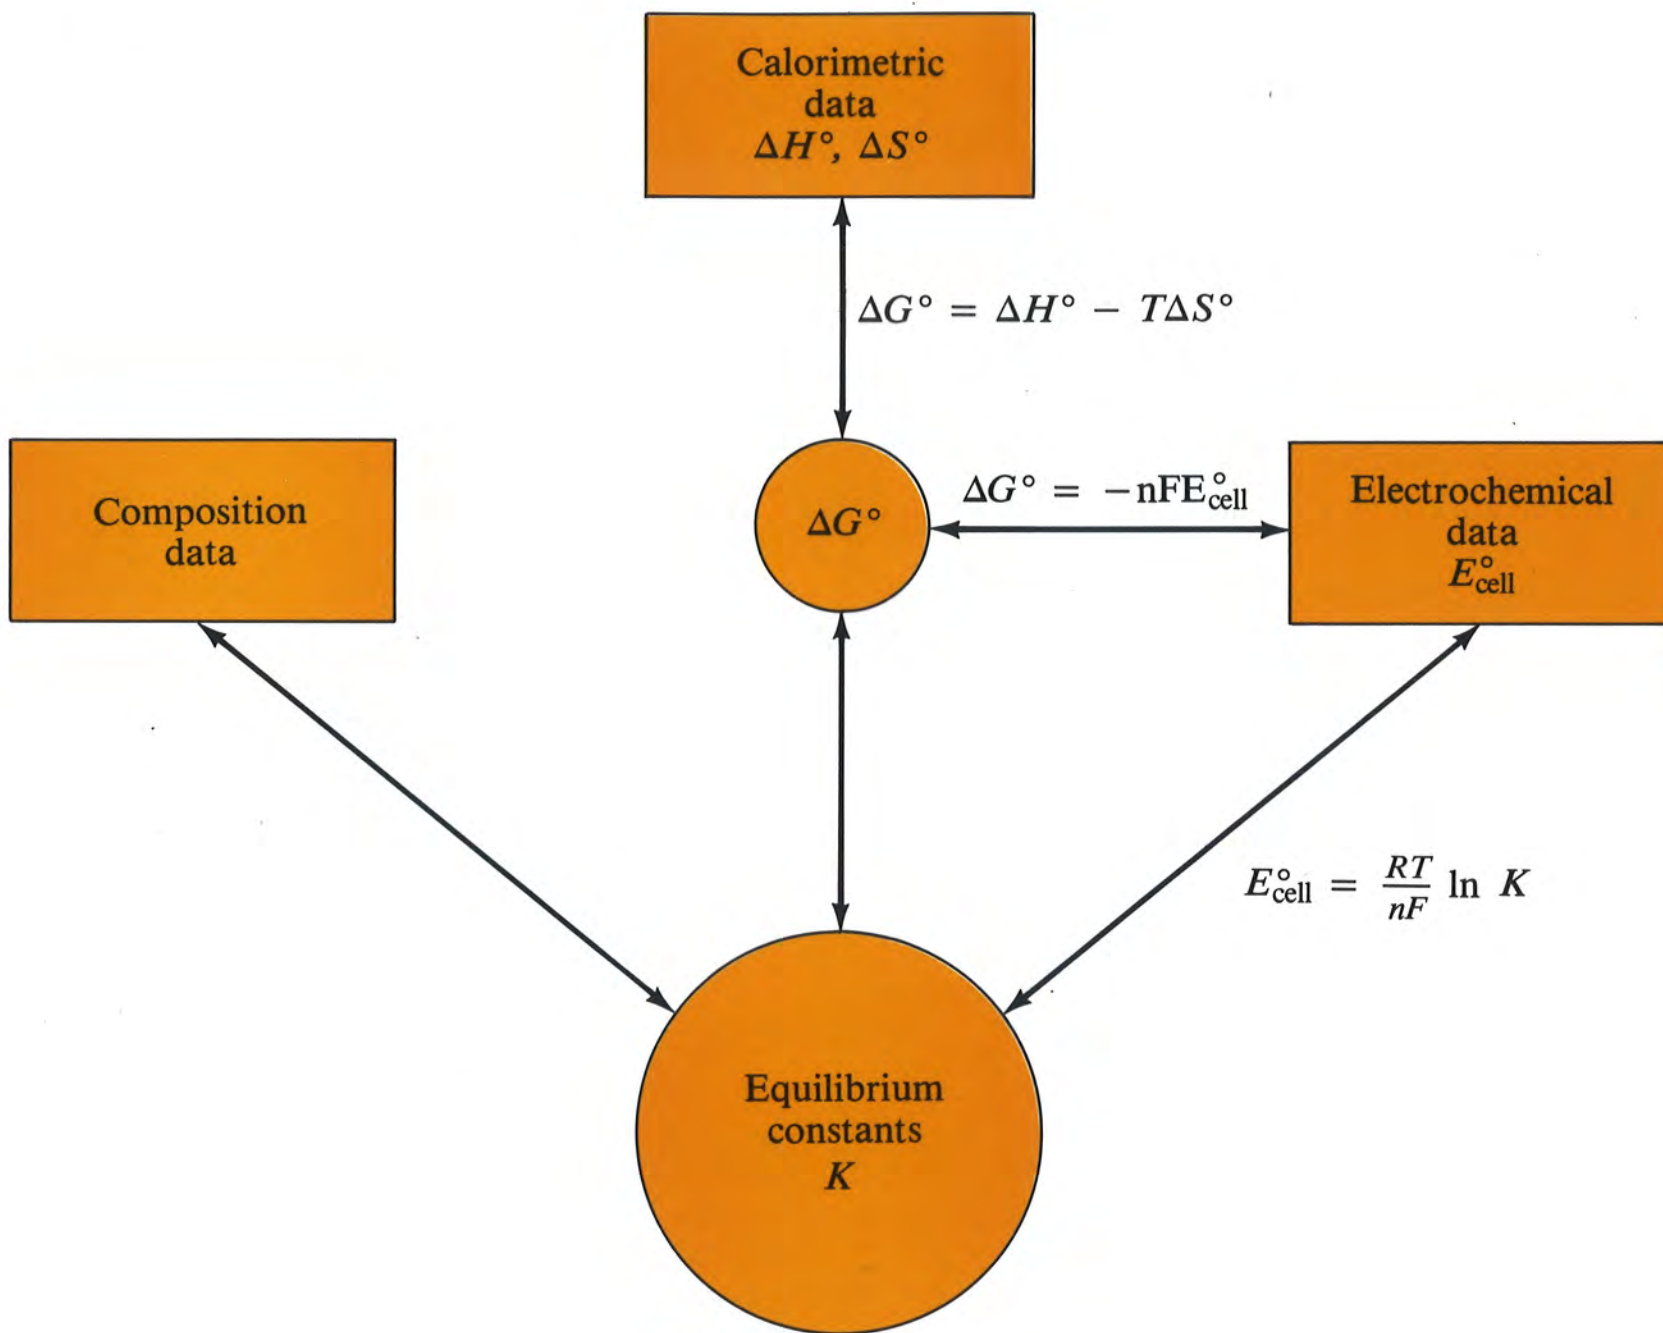 Calorimetric
data
ΔH°, ΔS°
ΔG° = ΔH° − TΔS°
Composition
data
ΔG°
ΔG° = −nFE°cell
Electrochemical
data
E°cell
E°cell = RT/nF ln K
Equilibrium
constants
K